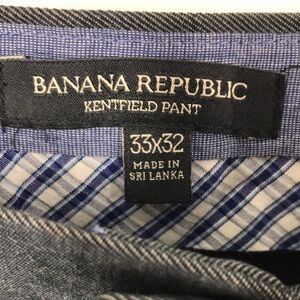 BANANA REPUBLIC
KENTFIELD PANT
33x32
MADE IN
SRI LANKA